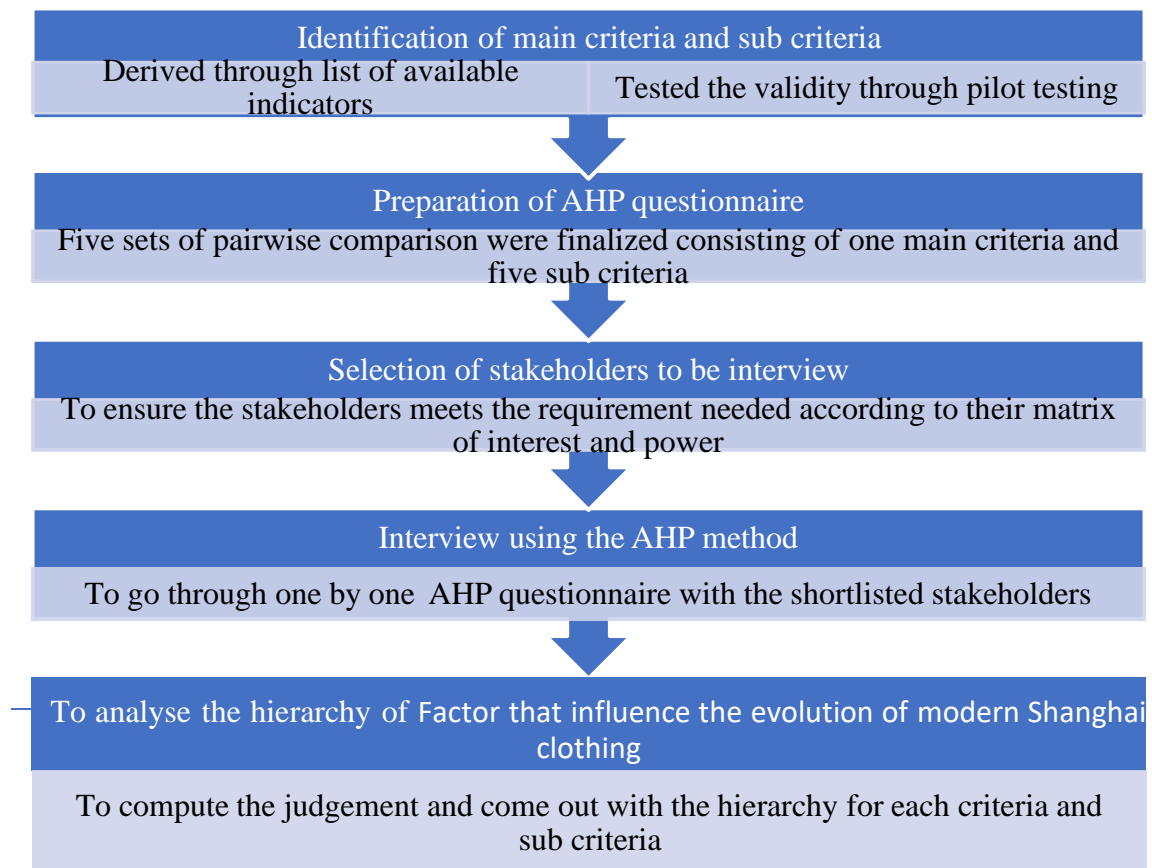 Identification of main criteria and sub criteria
Derived through list of available
indicators
Tested the validity through pilot testing
Preparation of AHP questionnaire
Five sets of pairwise comparison were finalized consisting of one main criteria and
five sub criteria
Selection of stakeholders to be interview
To ensure the stakeholders meets the requirement needed according to their matrix
of interest and power
Interview using the AHP method
To go through one by one AHP questionnaire with the shortlisted stakeholders
To analyse the hierarchy of Factor that influence the evolution of modern Shanghai
clothing
To compute the judgement and come out with the hierarchy for each criteria and
sub criteria